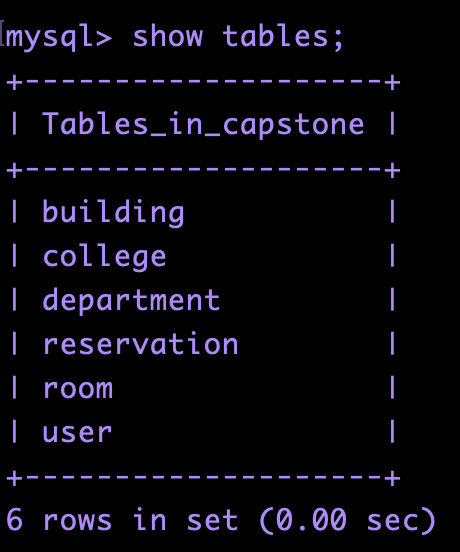 mysql> show tables;
+--------------------+
| Tables_in_capstone |
+--------------------+
| building           |
| college            |
| department         |
| reservation        |
| room               |
| user               |
+--------------------+
6 rows in set (0.00 sec)